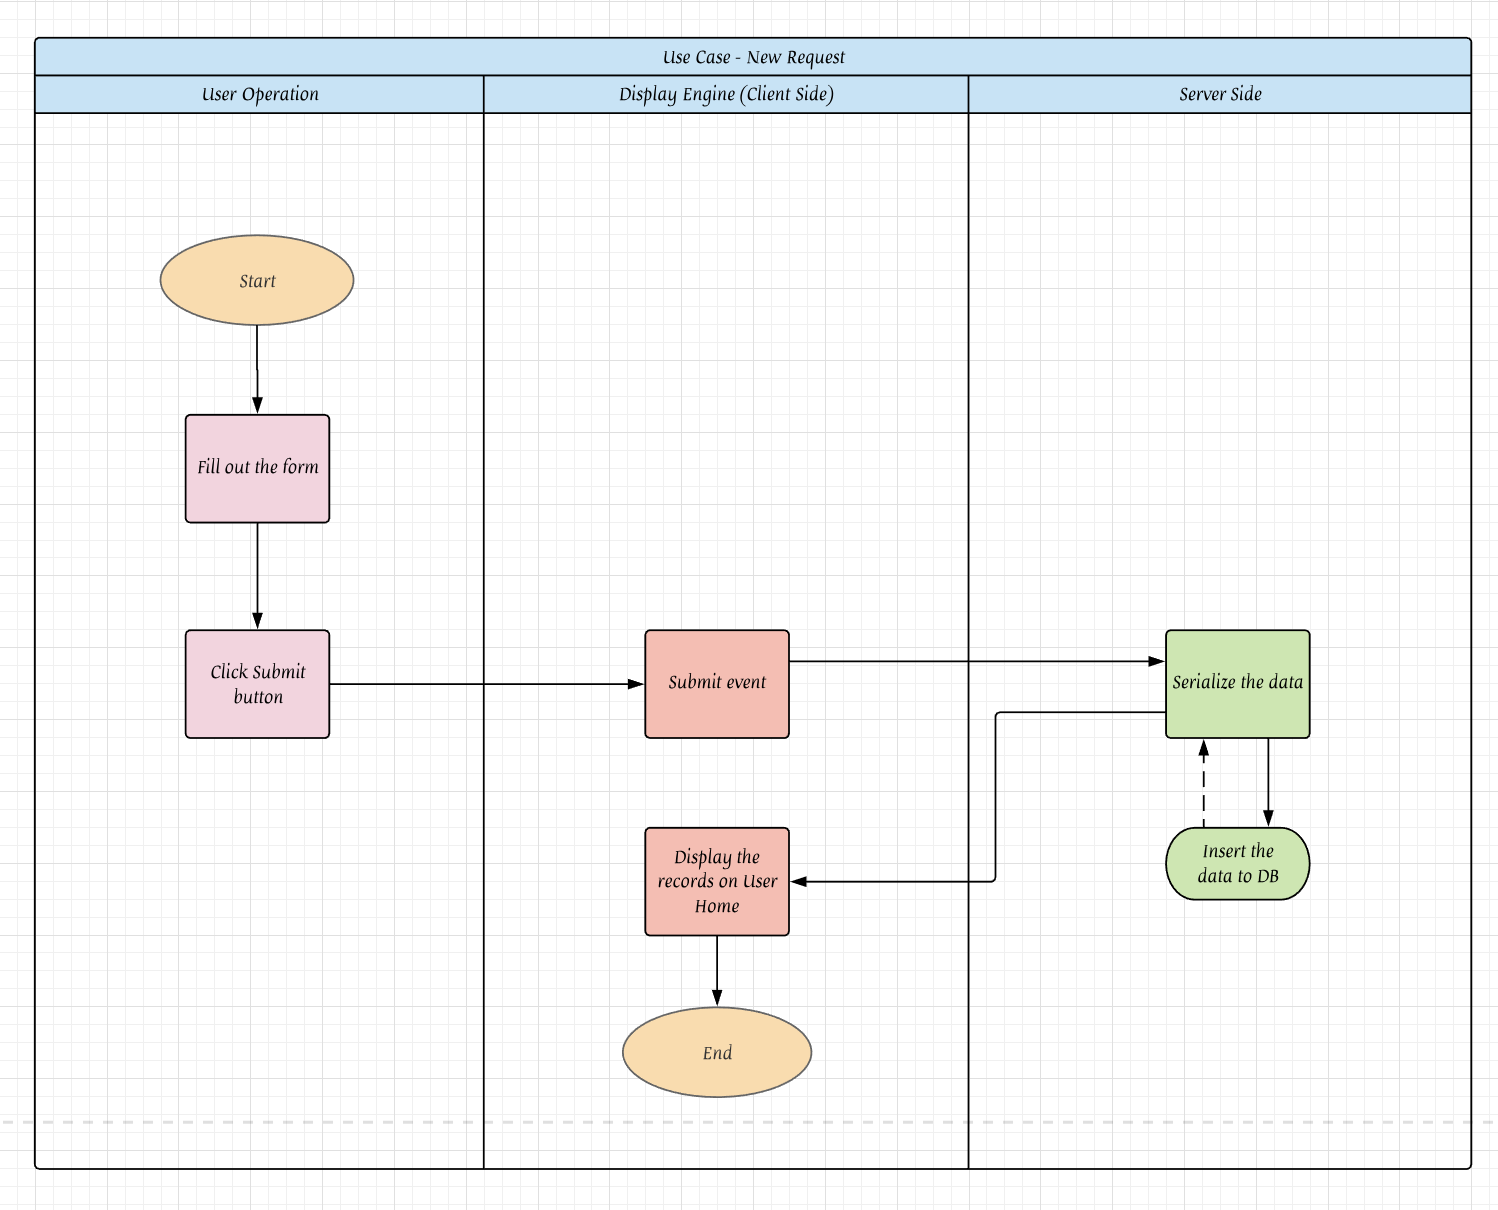 Use Case - New Request
User Operation
Display Engine (Client Side)
Server Side
Start
Fill out the form
Click Submit
button
Submit event
Serialize the data
Display the
records on User
Home
Insert the
data to DB
End